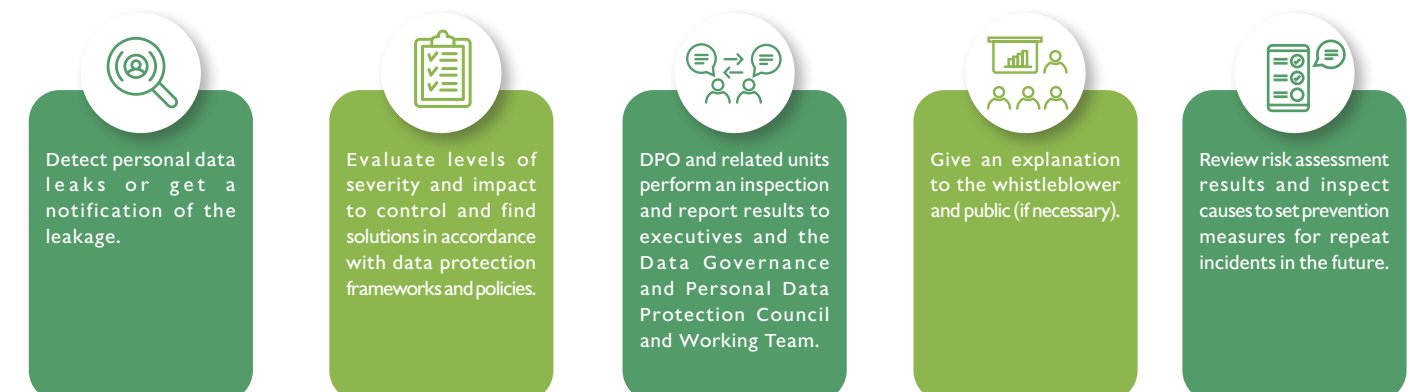 Detect personal data
leaks or get a
notification of the
leakage.
Evaluate levels of
severity and impact
to control and find
solutions in accordance
with data protection
frameworks and policies.
DPO and related units
perform an inspection
and report results to
executives and the
Data Governance
and Personal Data
Protection Council
and Working Team.
Give an explanation
to the whistleblower
and public (if necessary).
Review risk assessment
results and inspect
causes to set prevention
measures for repeat
incidents in the future.